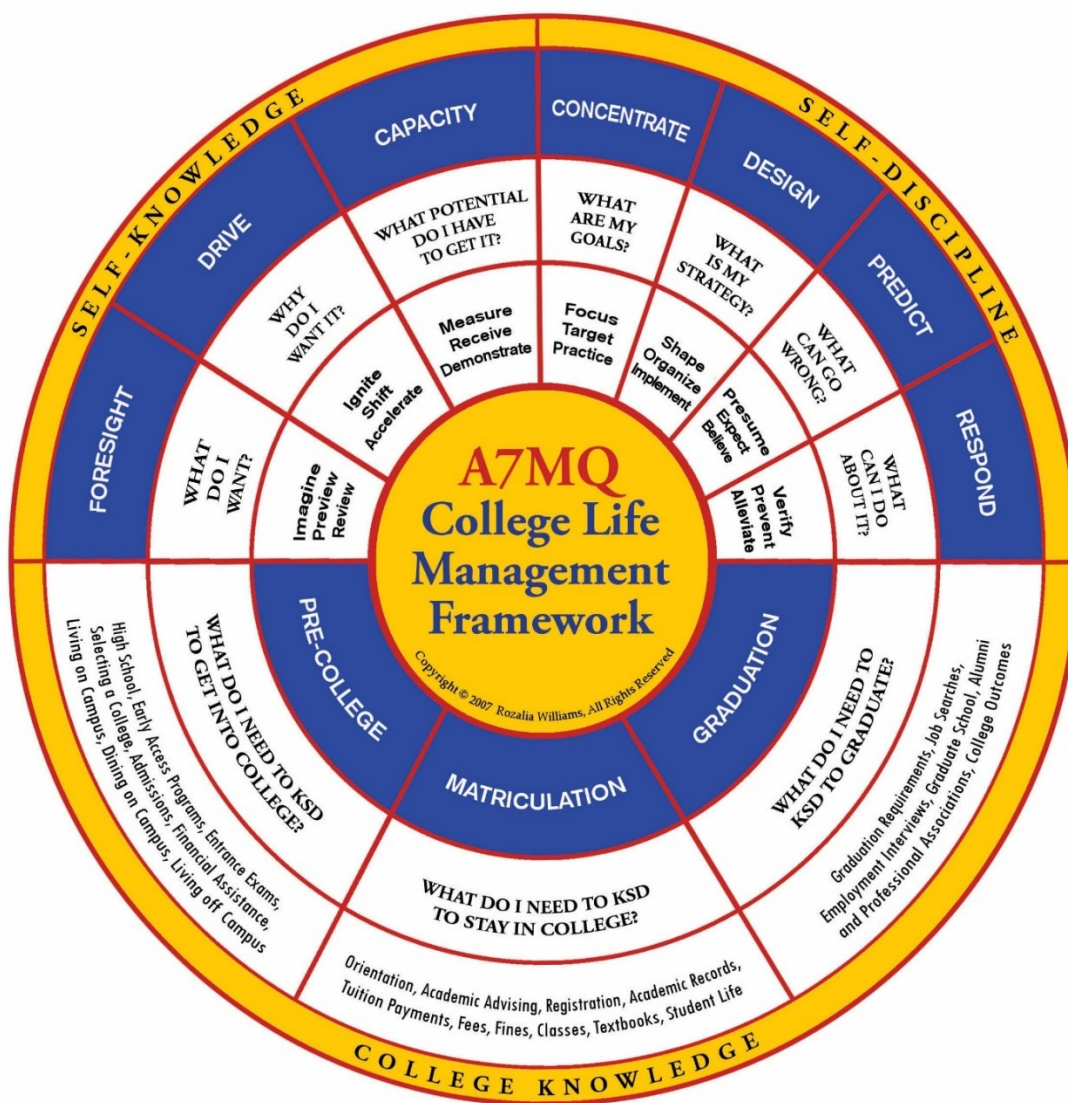 SELF-KNOWLEDGE
SELF-DISCIPLINE
FORESIGHT
WHAT
DO I
WANT?
Imagine
Preview
Review
DRIVE
WHY
DO I
WANT IT?
Ignite
Shift
Accelerate
CAPACITY
WHAT POTENTIAL
DO I HAVE
TO GET IT?
Measure
Receive
Demonstrate
CONCENTRATE
WHAT
ARE MY
GOALS?
Focus
Target
Practice
DESIGN
WHAT
IS MY
STRATEGY?
Shape
Organize
Implement
PREDICT
WHAT
CAN GO
WRONG?
Presume
Expect
Believe
RESPOND
WHAT
CAN I DO
ABOUT IT?
Verify
Prevent
Alleviate
A7MQ
College Life
Management
Framework
Copyright © 2007 Rozalia Williams, All Rights Reserved
PRE-COLLEGE
WHAT DO I NEED TO KSD
TO GET INTO COLLEGE?
High School, Early Access Programs, Entrance Exams,
Selecting a College, Admissions, Financial Assistance,
Living on Campus, Dining on Campus, Living off Campus
MATRICULATION
WHAT DO I NEED TO KSD
TO STAY IN COLLEGE?
Orientation, Academic Advising, Registration, Academic Records,
Tuition Payments, Fees, Fines, Classes, Textbooks, Student Life
GRADUATION
WHAT DO I NEED TO
KSD TO GRADUATE?
Graduation Requirements, Job Searches,
Employment Interviews, Graduate School, Alumni
and Professional Associations, College Outcomes
COLLEGE KNOWLEDGE